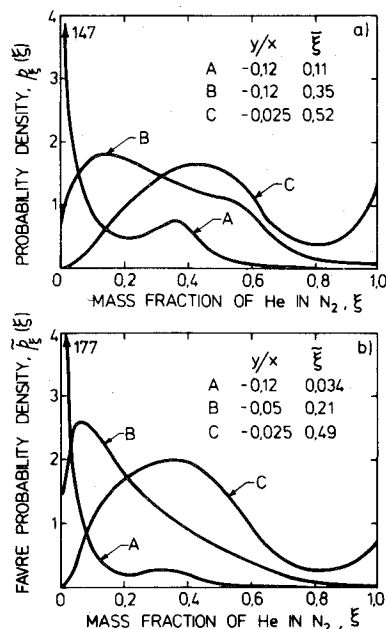 PROBABILITY DENSITY, p_ξ(ξ)
4
3
2
1
0
147
a)
y/x ξ̃
A -0,12 0,11
B -0,12 0,35
C -0,025 0,52
B
C
A
0 0,2 0,4 0,6 0,8 1,0
MASS FRACTION OF He IN N₂, ξ
FAVRE PROBABILITY DENSITY, p̃_ξ(ξ)
4
3
2
1
177
b)
y/x ξ̃
A -0,12 0,034
B -0,05 0,21
C -0,025 0,49
B
C
A
0 0,2 0,4 0,6 0,8 1,0
MASS FRACTION OF He IN N₂, ξ